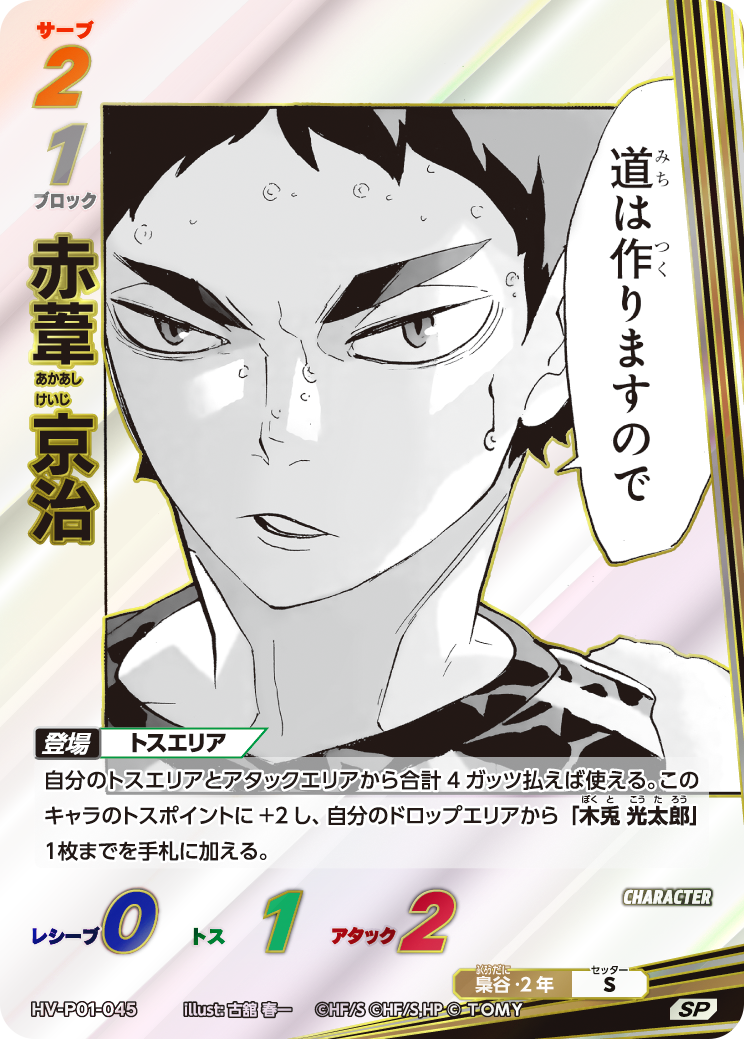 サーブ
2
1
ブロック
赤葦
あかあし
けいじ
京治
みち
つく
道は作りますので
登場 トスエリア
自分のトスエリアとアタックエリアから合計4ガッツ払えば使える。この
ぼくと こうたろう
キャラのトスポイントに+2し、自分のドロップエリアから「木兎 光太郎」
1枚までを手札に加える。
CHARACTER
レシーブ 0 トス 1 アタック 2
ふくろうだに セッター
梟谷・2年 S
HV-P01-045 illust: 古舘 春一 ©HF/S ©HF/S,HP © TOMY SP